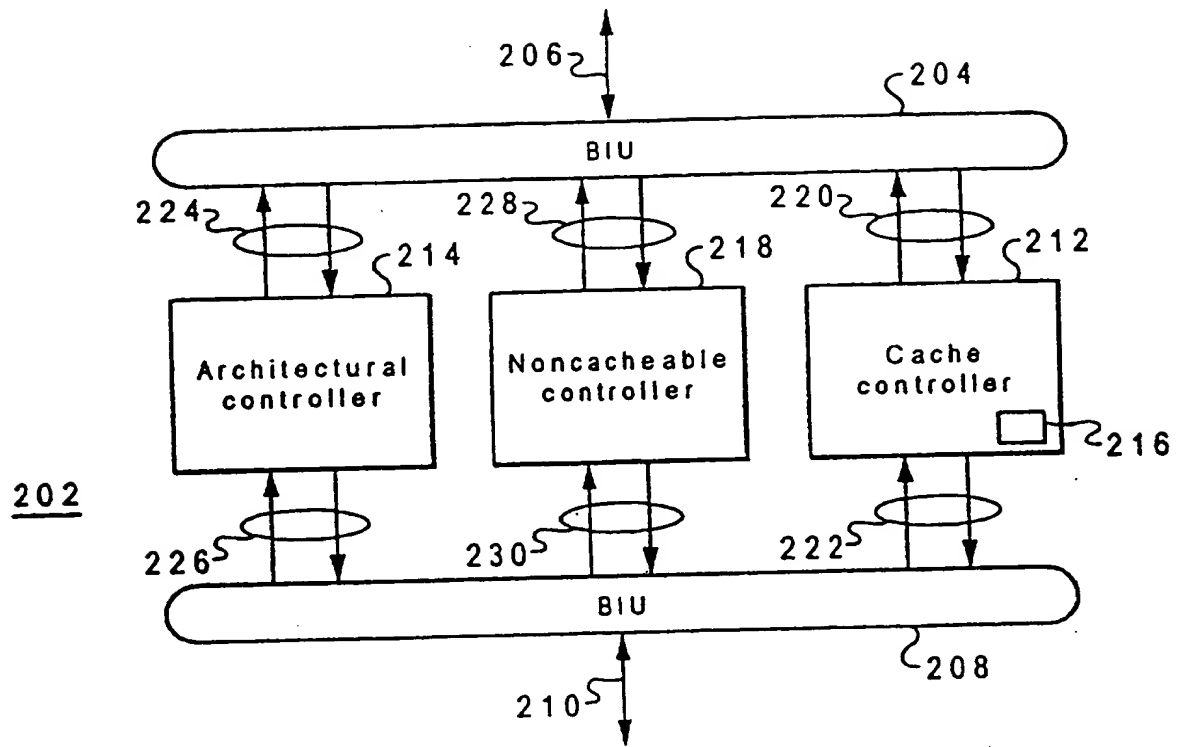 206
204
BIU
224
228
220
214
218
212
Architectural
controller
Noncacheable
controller
Cache
controller
216
202
226
230
222
BIU
208
210